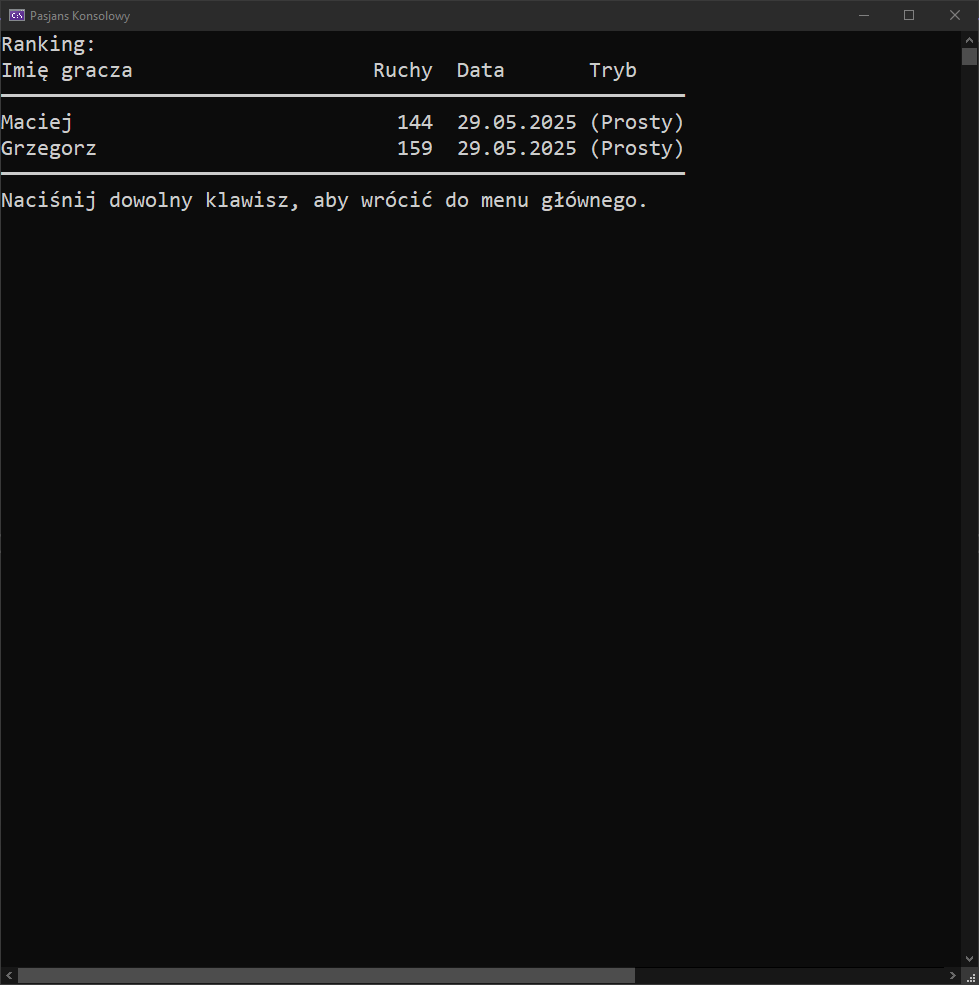 Pasjans Konsolowy
Ranking:
Imię gracza Ruchy Data Tryb
Maciej 144 29.05.2025 (Prosty)
Grzegorz 159 29.05.2025 (Prosty)
Naciśnij dowolny klawisz, aby wrócić do menu głównego.